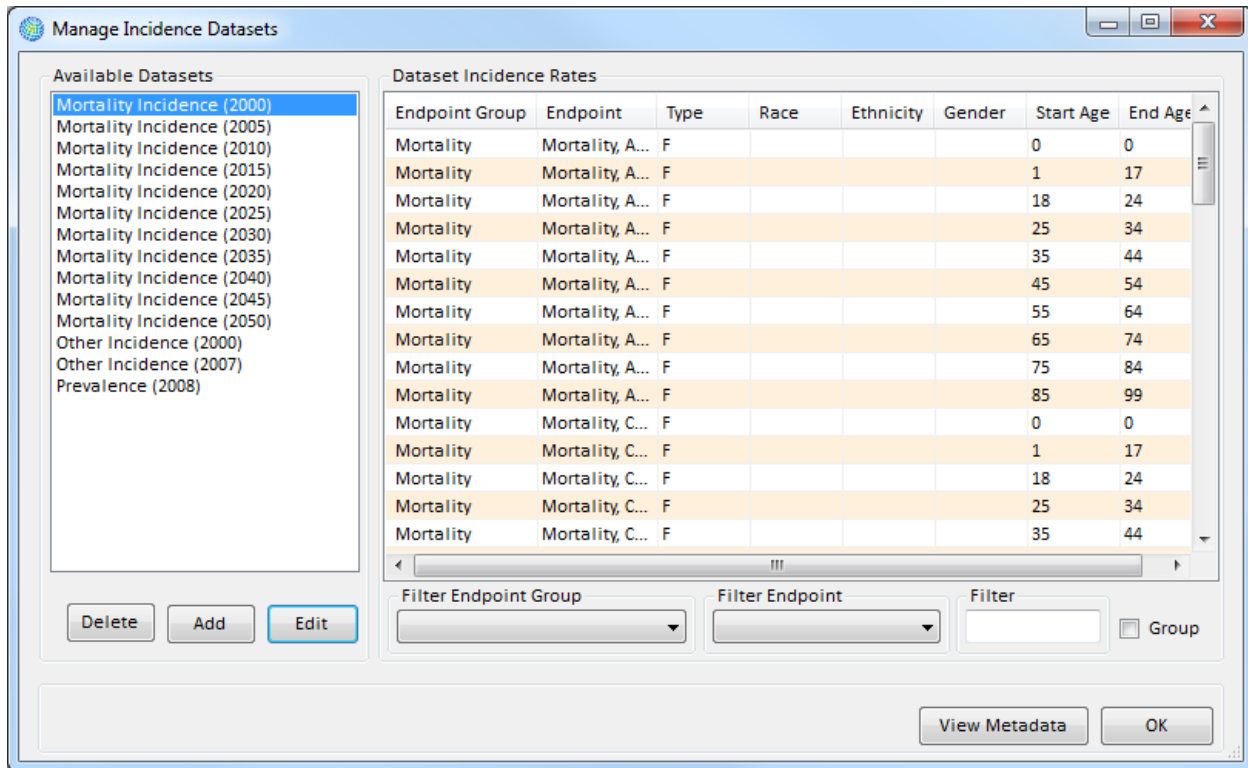 Manage Incidence Datasets
Available Datasets
Mortality Incidence (2000)
Mortality Incidence (2005)
Mortality Incidence (2010)
Mortality Incidence (2015)
Mortality Incidence (2020)
Mortality Incidence (2025)
Mortality Incidence (2030)
Mortality Incidence (2035)
Mortality Incidence (2040)
Mortality Incidence (2045)
Mortality Incidence (2050)
Other Incidence (2000)
Other Incidence (2007)
Prevalence (2008)
Delete Add Edit
Dataset Incidence Rates
Endpoint Group Endpoint Type Race Ethnicity Gender Start Age End Age
Mortality Mortality, A... F 0 0
Mortality Mortality, A... F 1 17
Mortality Mortality, A... F 18 24
Mortality Mortality, A... F 25 34
Mortality Mortality, A... F 35 44
Mortality Mortality, A... F 45 54
Mortality Mortality, A... F 55 64
Mortality Mortality, A... F 65 74
Mortality Mortality, A... F 75 84
Mortality Mortality, A... F 85 99
Mortality Mortality, C... F 0 0
Mortality Mortality, C... F 1 17
Mortality Mortality, C... F 18 24
Mortality Mortality, C... F 25 34
Mortality Mortality, C... F 35 44
Filter Endpoint Group Filter Endpoint Filter
Group
View Metadata OK